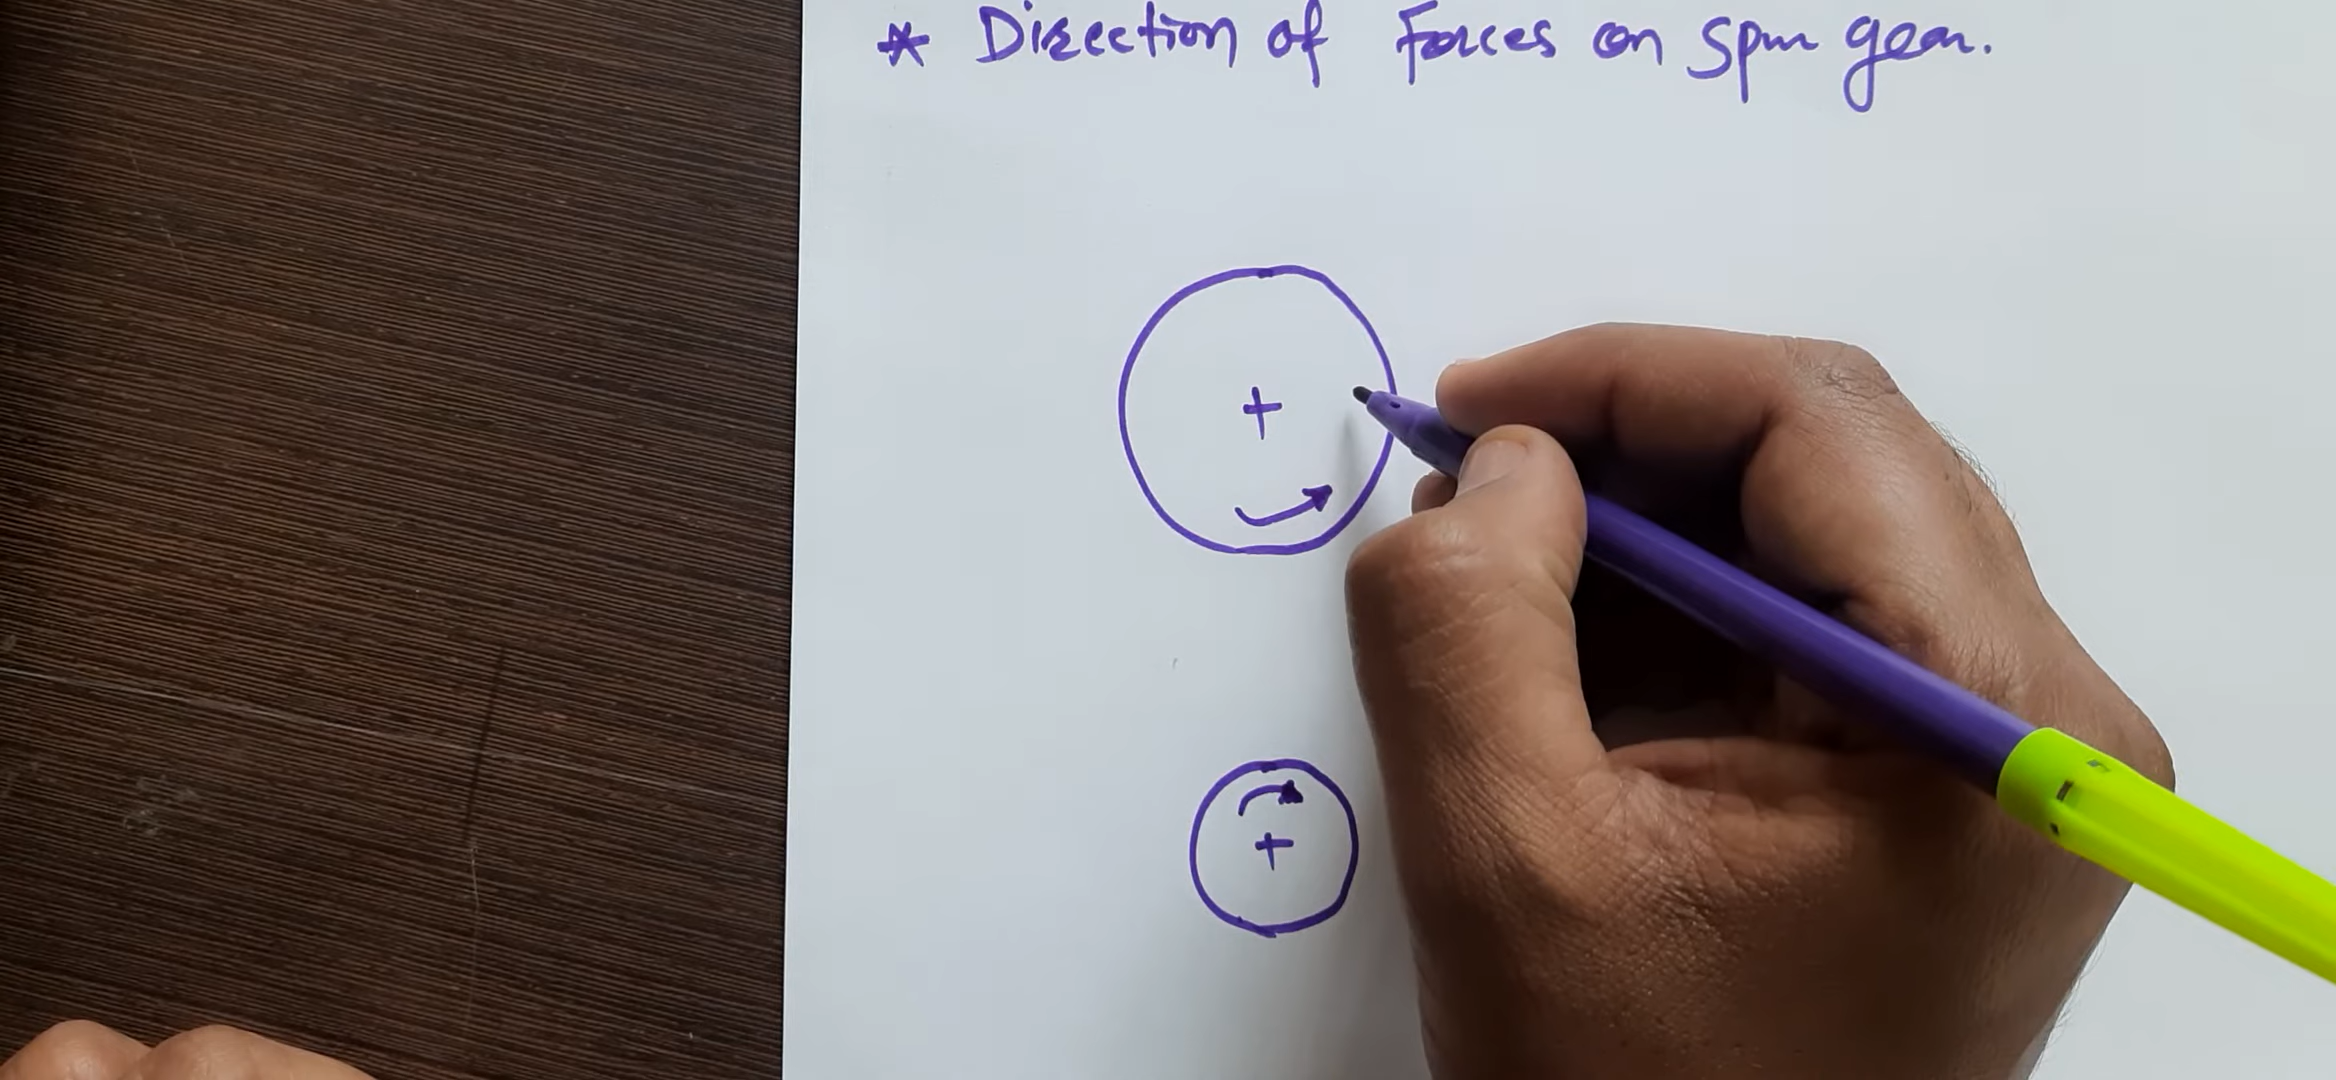 * Direction of Forces on Spur gear.
+
+